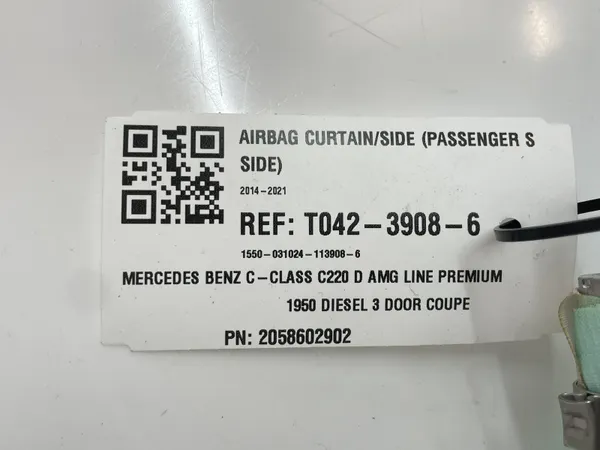 AIRBAG CURTAIN/SIDE (PASSENGER S
SIDE)
2014-2021
REF: T042-3908-6
1550-031024-113908-6
MERCEDES BENZ C-CLASS C220 D AMG LINE PREMIUM
1950 DIESEL 3 DOOR COUPE
PN: 2058602902